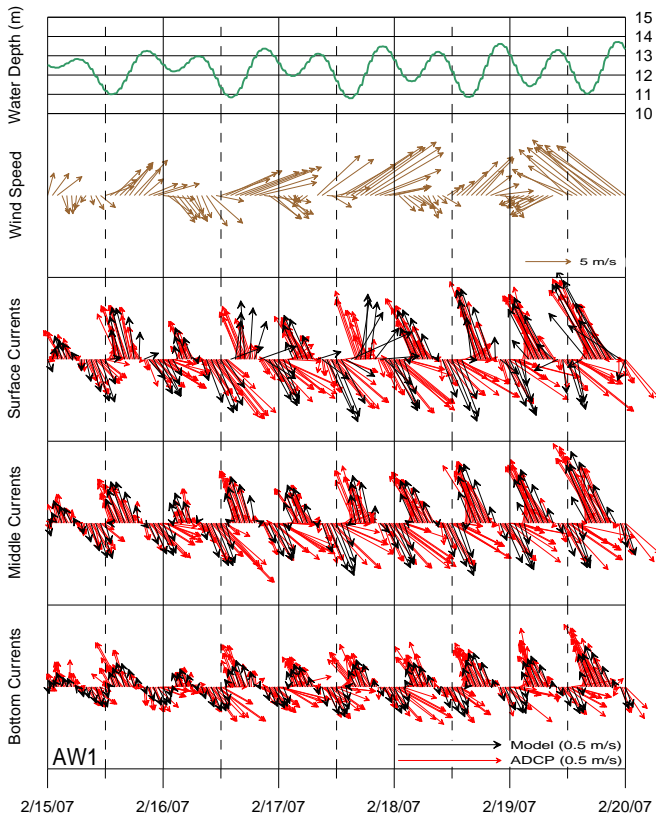 Water Depth (m)
15
14
13
12
11
10
Wind Speed
5 m/s
Surface Currents
Middle Currents
Bottom Currents
Model (0.5 m/s)
ADCP (0.5 m/s)
AW1
2/15/07 2/16/07 2/17/07 2/18/07 2/19/07 2/20/07